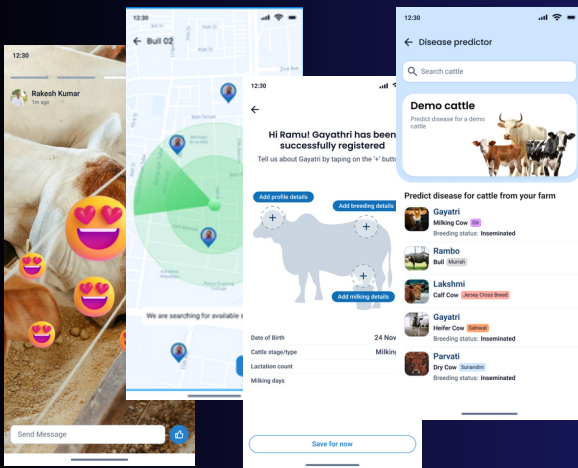 12:30
Rakesh Kumar
1m ago
Send Message
12:30
Bull 02
We are searching for available
12:30
Hi Ramu! Gayathri has been
successfully registered
Tell us about Gayatri by taping on the '+'
Add profile details
Add breeding details
+
+
+
Add milking details
Date of Birth 24 Nov
Cattle stage/type Milking
Lactation count
Milking days
Save for now
12:30
Disease predictor
Search cattle
Demo cattle
Predict disease for a demo
cattle
Predict disease for cattle from your farm
Gayatri
Milking Cow Gir
Breeding status: Inseminated
Rambo
Bull Murrah
Lakshmi
Calf Cow Jersey Cross Breed
Gayatri
Heifer Cow Sahiwal
Breeding status: Inseminated
Parvati
Dry Cow Surandini
Breeding status: Inseminated